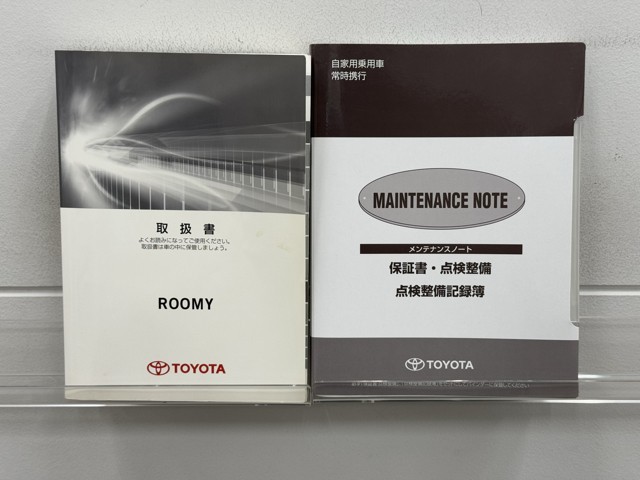 取扱書
よくお読みになってご使用ください。
取扱書は車の中に保管しましょう。
ROOMY
TOYOTA
自家用乗用車
常時携行
MAINTENANCE NOTE
メンテナンスノート
保証書・点検整備
点検整備記録簿
TOYOTA